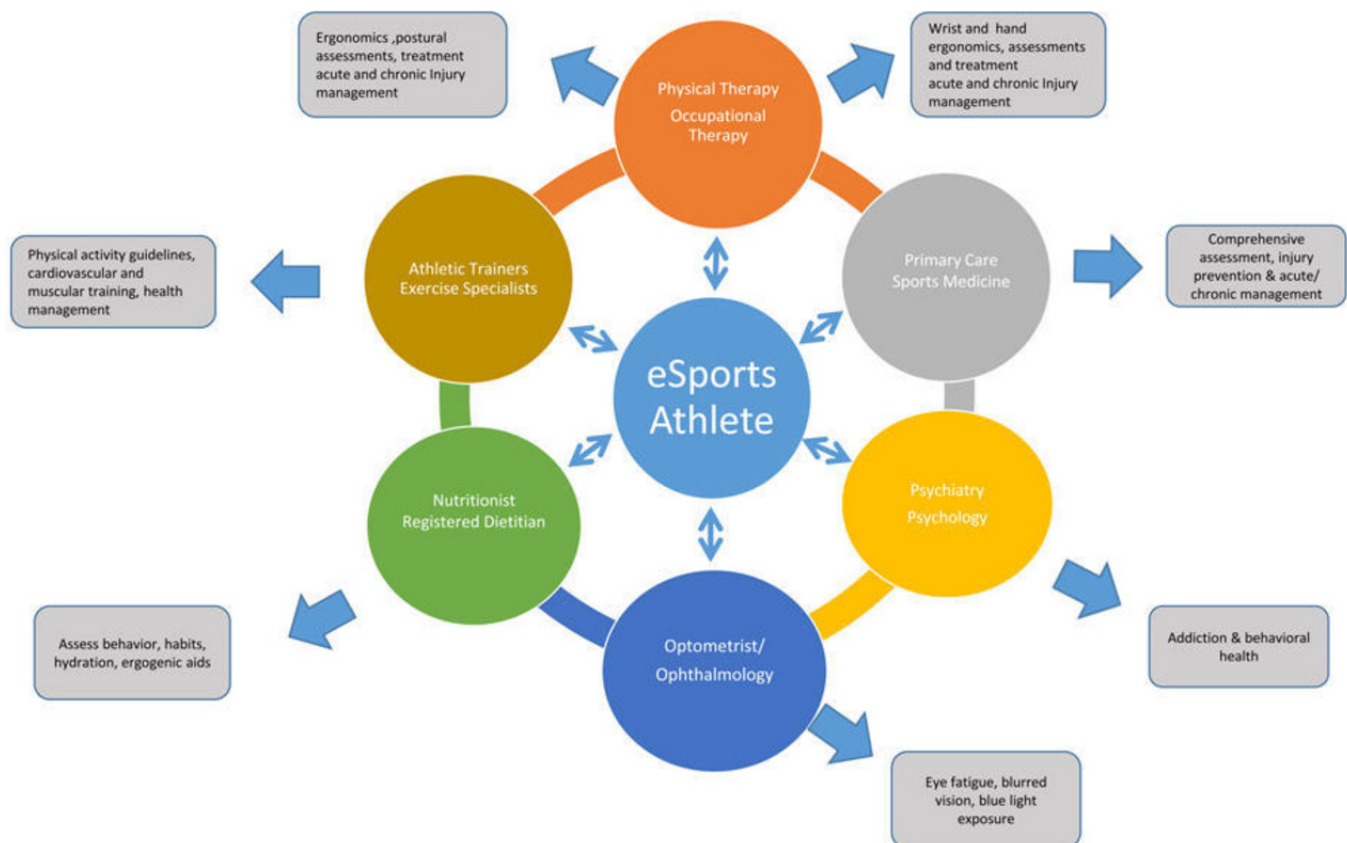 Ergonomics ,postural
assessments, treatment
acute and chronic Injury
management
Wrist and  hand
ergonomics, assessments
and treatment
acute and chronic Injury
management
Physical Therapy
Occupational
Therapy
Physical activity guidelines,
cardiovascular and
muscular training, health
management
Athletic Trainers
Exercise Specialists
Primary Care
Sports Medicine
Comprehensive
assessment, injury
prevention & acute/
chronic management
eSports
Athlete
Nutritionist
Registered Dietitian
Psychiatry
Psychology
Assess behavior, habits,
hydration, ergogenic aids
Optometrist/
Ophthalmology
Addiction & behavioral
health
Eye fatigue, blurred
vision, blue light
exposure